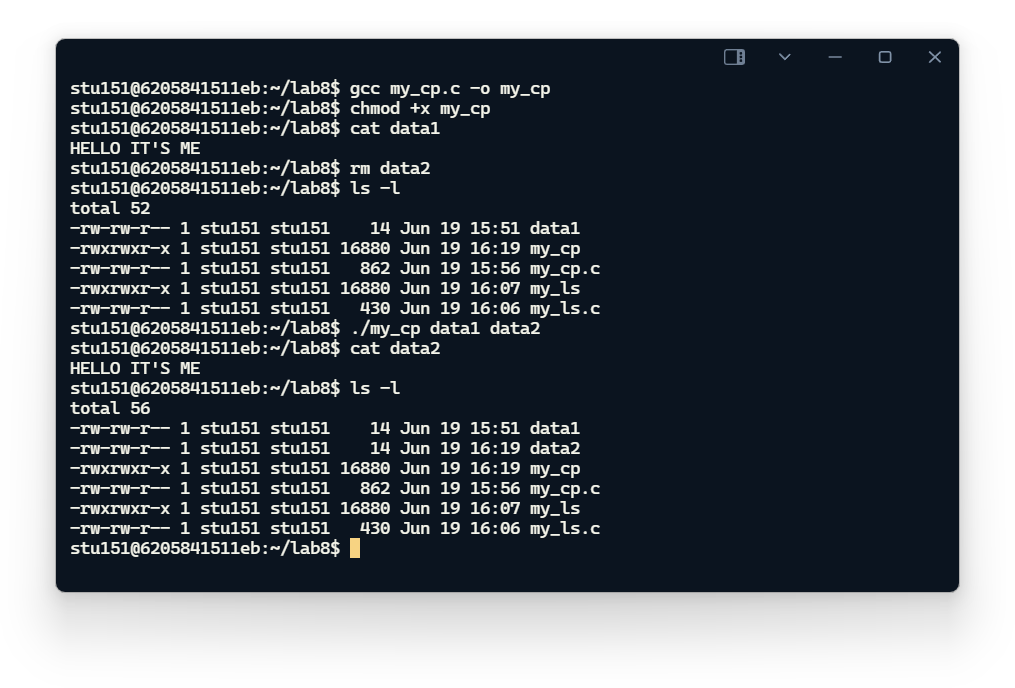 stu151@6205841511eb:~/lab8$ gcc my_cp.c -o my_cp
stu151@6205841511eb:~/lab8$ chmod +x my_cp
stu151@6205841511eb:~/lab8$ cat data1
HELLO IT'S ME
stu151@6205841511eb:~/lab8$ rm data2
stu151@6205841511eb:~/lab8$ ls -l
total 52
-rw-rw-r-- 1 stu151 stu151    14 Jun 19 15:51 data1
-rwxrwxr-x 1 stu151 stu151 16880 Jun 19 16:19 my_cp
-rw-rw-r-- 1 stu151 stu151   862 Jun 19 15:56 my_cp.c
-rwxrwxr-x 1 stu151 stu151 16880 Jun 19 16:07 my_ls
-rw-rw-r-- 1 stu151 stu151   430 Jun 19 16:06 my_ls.c
stu151@6205841511eb:~/lab8$ ./my_cp data1 data2
stu151@6205841511eb:~/lab8$ cat data2
HELLO IT'S ME
stu151@6205841511eb:~/lab8$ ls -l
total 56
-rw-rw-r-- 1 stu151 stu151    14 Jun 19 15:51 data1
-rw-rw-r-- 1 stu151 stu151    14 Jun 19 16:19 data2
-rwxrwxr-x 1 stu151 stu151 16880 Jun 19 16:19 my_cp
-rw-rw-r-- 1 stu151 stu151   862 Jun 19 15:56 my_cp.c
-rwxrwxr-x 1 stu151 stu151 16880 Jun 19 16:07 my_ls
-rw-rw-r-- 1 stu151 stu151   430 Jun 19 16:06 my_ls.c
stu151@6205841511eb:~/lab8$